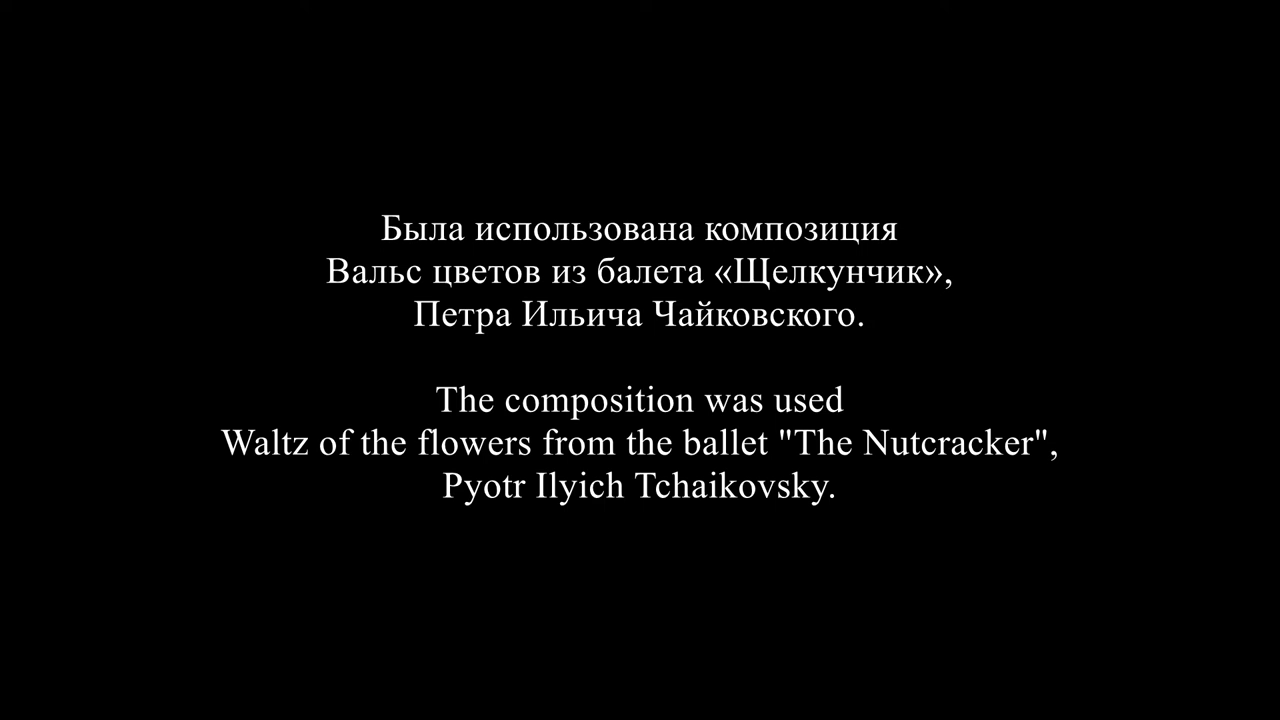 Была использована композиция
Вальс цветов из балета «Щелкунчик»,
Петра Ильича Чайковского.
The composition was used
Waltz of the flowers from the ballet "The Nutcracker",
Pyotr Ilyich Tchaikovsky.